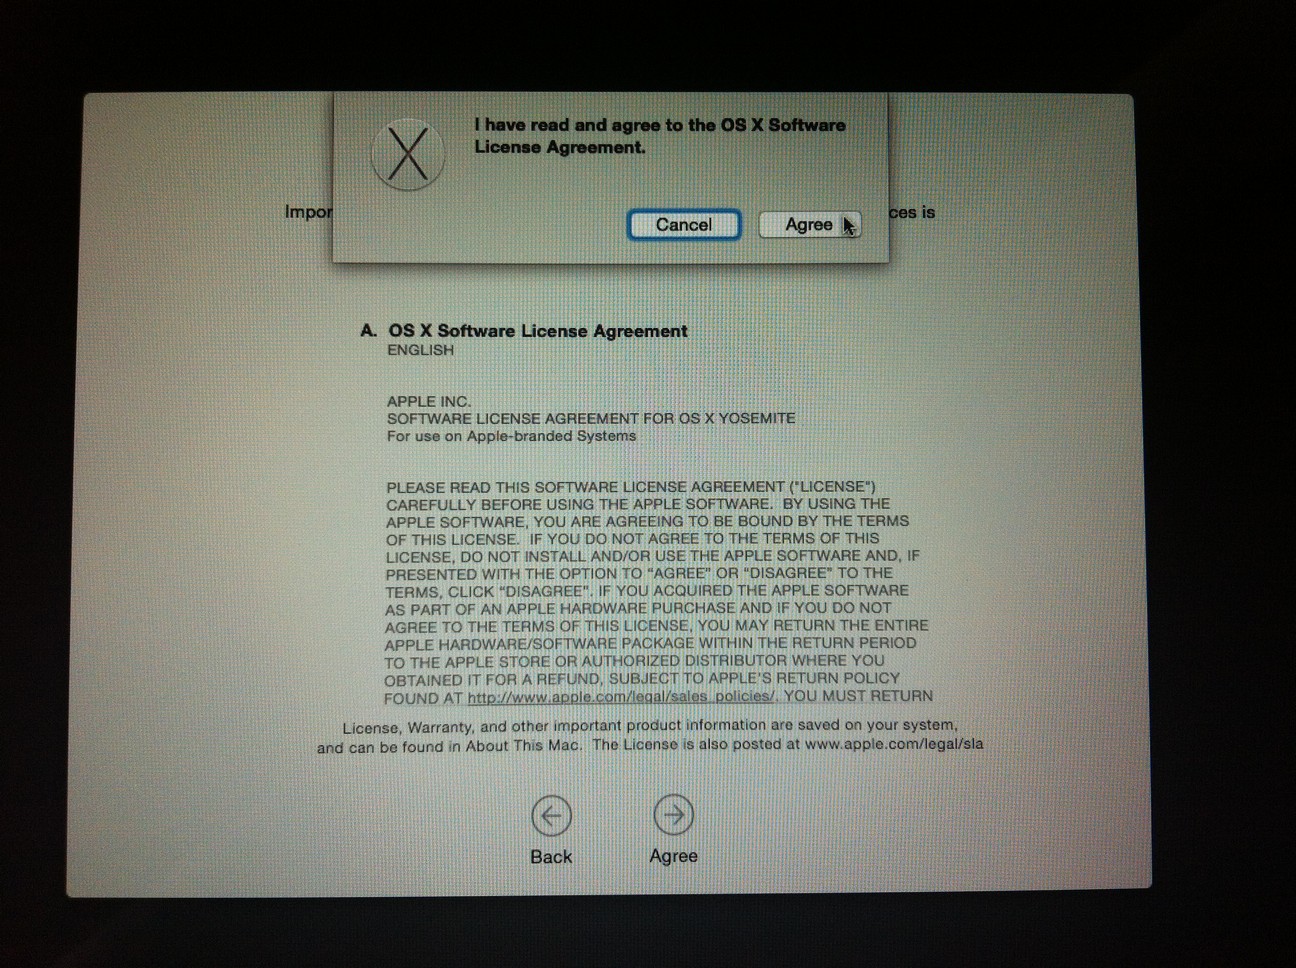 I have read and agree to the OS X Software
License Agreement.
Impor
ces is
Cancel
Agree
A. OS X Software License Agreement
ENGLISH
APPLE INC.
SOFTWARE LICENSE AGREEMENT FOR OS X YOSEMITE
For use on Apple-branded Systems
PLEASE READ THIS SOFTWARE LICENSE AGREEMENT ("LICENSE")
CAREFULLY BEFORE USING THE APPLE SOFTWARE.  BY USING THE
APPLE SOFTWARE, YOU ARE AGREEING TO BE BOUND BY THE TERMS
OF THIS LICENSE.  IF YOU DO NOT AGREE TO THE TERMS OF THIS
LICENSE, DO NOT INSTALL AND/OR USE THE APPLE SOFTWARE AND, IF
PRESENTED WITH THE OPTION TO “AGREE” OR “DISAGREE” TO THE
TERMS, CLICK “DISAGREE”. IF YOU ACQUIRED THE APPLE SOFTWARE
AS PART OF AN APPLE HARDWARE PURCHASE AND IF YOU DO NOT
AGREE TO THE TERMS OF THIS LICENSE, YOU MAY RETURN THE ENTIRE
APPLE HARDWARE/SOFTWARE PACKAGE WITHIN THE RETURN PERIOD
TO THE APPLE STORE OR AUTHORIZED DISTRIBUTOR WHERE YOU
OBTAINED IT FOR A REFUND, SUBJECT TO APPLE’S RETURN POLICY
FOUND AT http://www.apple.com/legal/sales_policies/. YOU MUST RETURN
License, Warranty, and other important product information are saved on your system,
and can be found in About This Mac.  The License is also posted at www.apple.com/legal/sla
Back
Agree